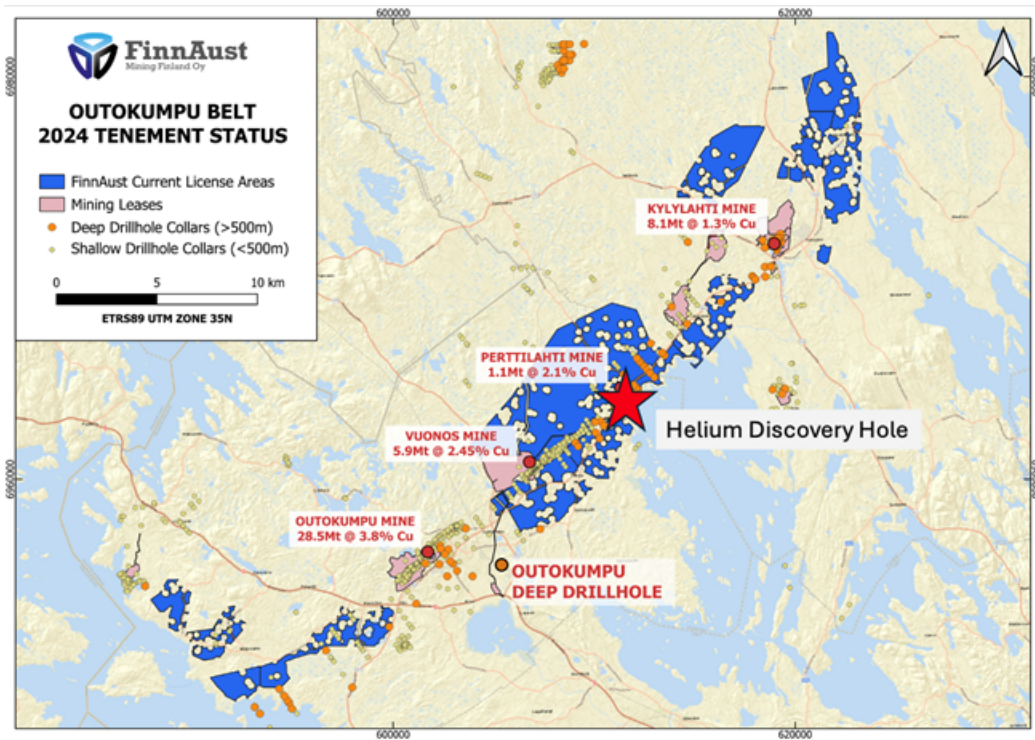 600000
620000
FinnAust
Mining Finland Oy
OUTOKUMPU BELT
2024 TENEMENT STATUS
FinnAust Current License Areas
Mining Leases
Deep Drillhole Collars (>500m)
Shallow Drillhole Collars (<500m)
0 5 10 km
ETRS89 UTM ZONE 35N
6980000
KYLYLAHTI MINE
8.1Mt @ 1.3% Cu
PERTTILAHTI MINE
1.1Mt @ 2.1% Cu
Helium Discovery Hole
VUONOS MINE
5.9Mt @ 2.45% Cu
6960000
OUTOKUMPU MINE
28.5Mt @ 3.8% Cu
OUTOKUMPU
DEEP DRILLHOLE
600000
620000